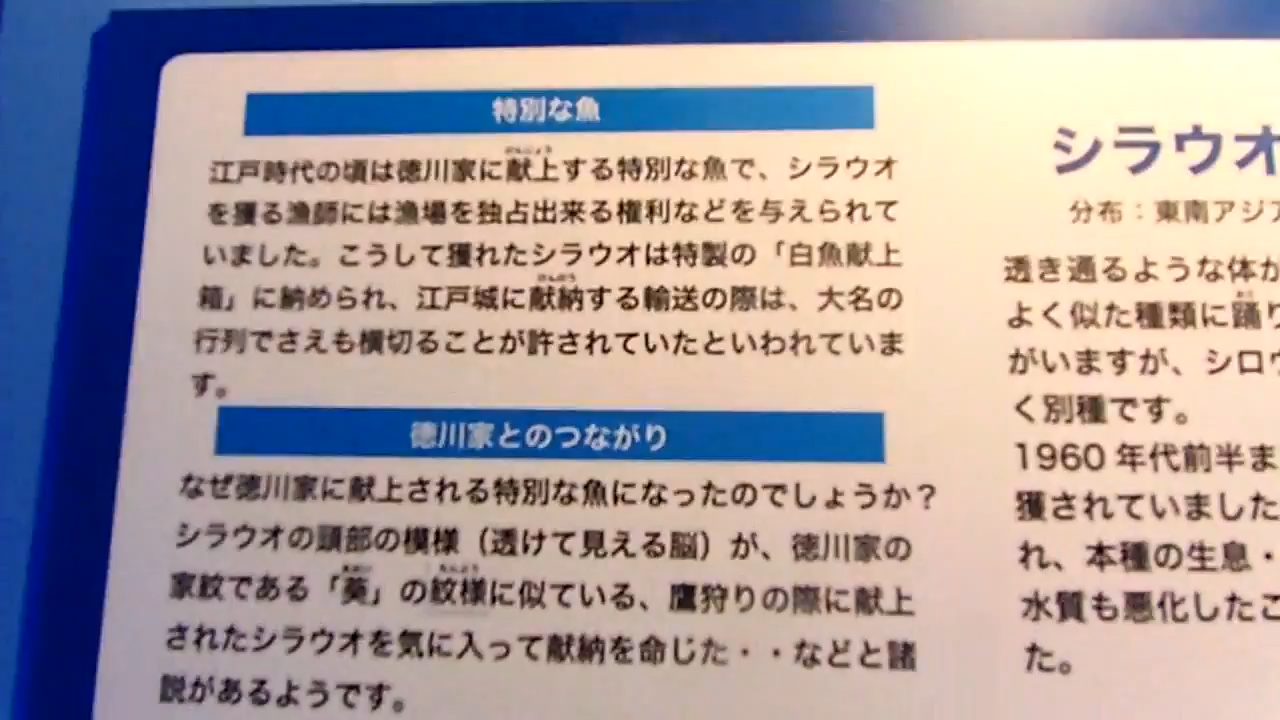 特別な魚
江戸時代の頃は徳川家に献上する特別な魚で、シラウオ
を獲る漁師には漁場を独占出来る権利などを与えられて
いました。こうして獲れたシラウオは特製の「白魚献上
箱」に納められ、江戸城に献納する輸送の際は、大名の
行列でさえも横切ることが許されていたといわれていま
す。
徳川家とのつながり
なぜ徳川家に献上される特別な魚になったのでしょうか？
シラウオの頭部の模様（透けて見える脳）が、徳川家の
家紋である「葵」の紋様に似ている、鷹狩りの際に献上
されたシラウオを気に入って献納を命じた・・などと諸
説があるようです。
シラウオ
分布：東南アジア
透き通るような体が
よく似た種類に踊り
がいますが、シロウ
く別種です。
1960 年代前半ま
獲されていました
れ、本種の生息・
水質も悪化したこ
た。